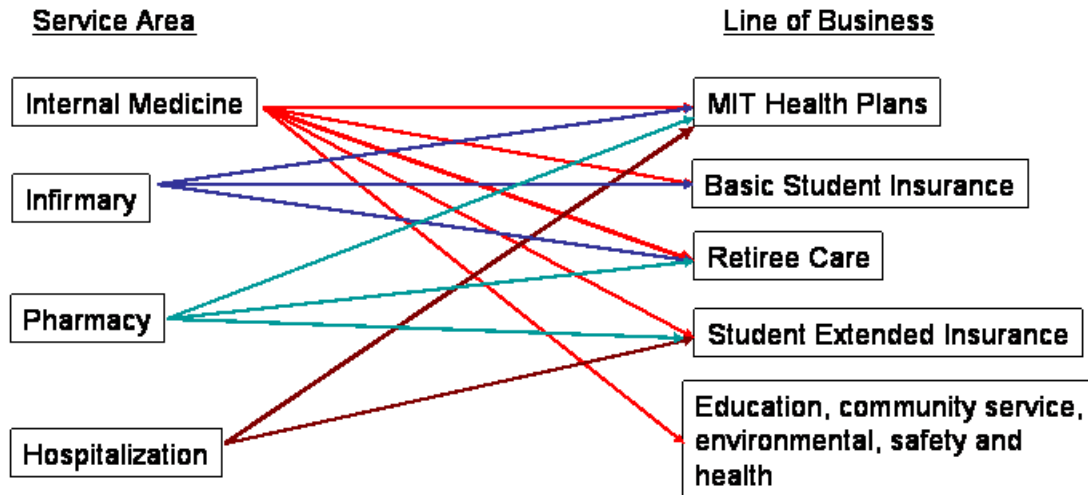 Service Area
Line of Business
Internal Medicine
MIT Health Plans
Infirmary
Basic Student Insurance
Retiree Care
Pharmacy
Student Extended Insurance
Hospitalization
Education, community service,
environmental, safety and
health